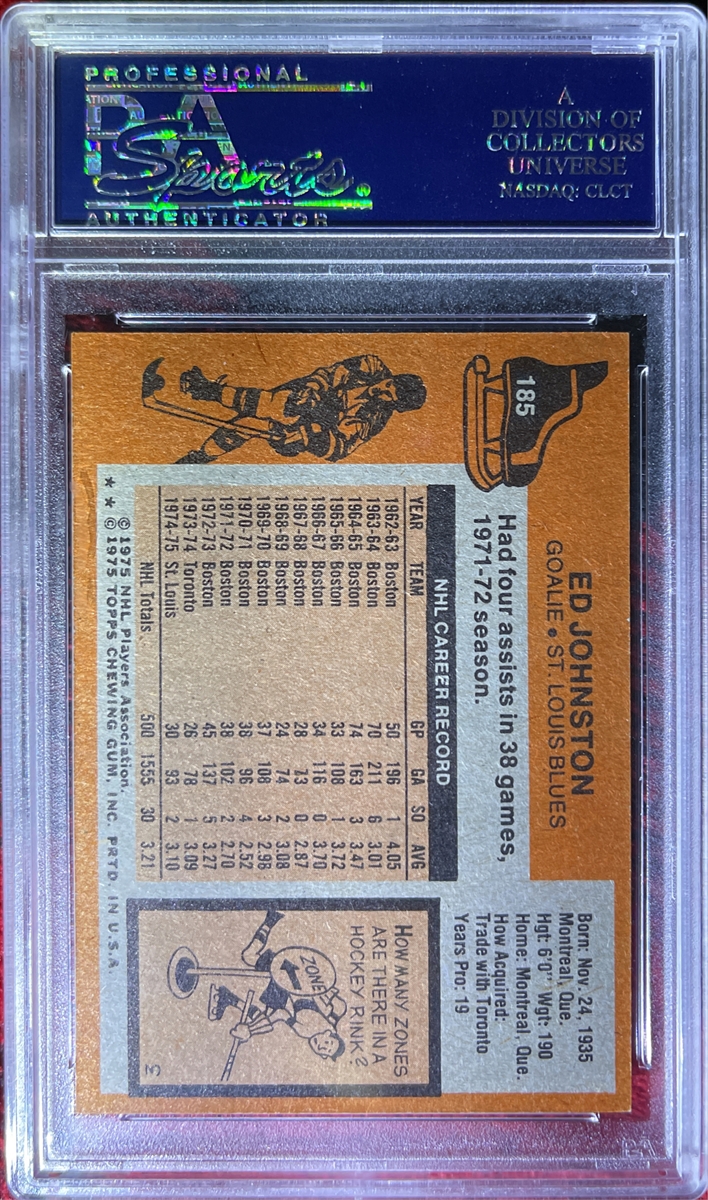 PROFESSIONAL
PSA
Sports
AUTHENTICATOR
A
DIVISION OF
COLLECTORS
UNIVERSE
NASDAQ: CLCT
185
ED JOHNSTON
GOALIE • ST. LOUIS BLUES
Had four assists in 38 games,
1971-72 season.
Born: Nov. 24, 1935
Montreal, Que.
Hgt: 6'0" Wgt: 190
Home: Montreal, Que.
How Acquired:
Trade with Toronto
Years Pro: 19
NHL CAREER RECORD
YEAR TEAM GP GA SO AVG
1962-63 Boston 50 196 1 4.05
1963-64 Boston 70 211 6 3.01
1964-65 Boston 74 163 3 3.47
1965-66 Boston 33 108 1 3.72
1966-67 Boston 34 116 0 3.70
1967-68 Boston 28 73 0 2.87
1968-69 Boston 24 74 2 3.08
1969-70 Boston 37 108 3 2.98
1970-71 Boston 38 96 4 2.52
1971-72 Boston 38 102 2 2.70
1972-73 Boston 45 137 5 3.27
1973-74 Toronto 26 78 1 3.09
1974-75 St. Louis 30 93 2 3.10
NHL Totals 500 1555 30 3.21
HOW MANY ZONES
ARE THERE IN A
HOCKEY RINK?
ZONE
3
© 1975 NHL Players Association.
* * © 1975 TOPPS CHEWING GUM, INC. PRTD. IN U.S.A